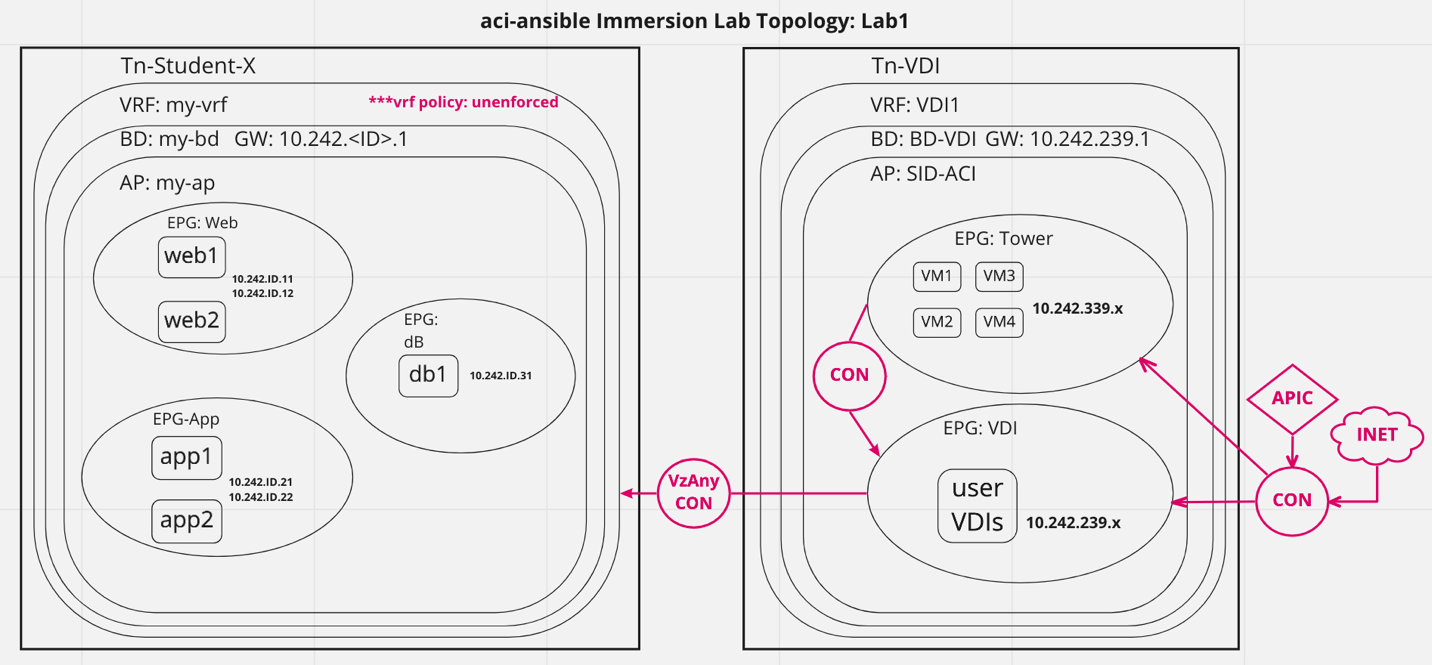 aci-ansible Immersion Lab Topology: Lab1
Tn-Student-X
VRF: my-vrf
***vrf policy: unenforced
BD: my-bd GW: 10.242.<ID>.1
AP: my-ap
EPG: Web
web1
10.242.ID.11
10.242.ID.12
web2
EPG:
dB
db1
10.242.ID.31
EPG-App
app1
10.242.ID.21
10.242.ID.22
app2
VzAny
CON
Tn-VDI
VRF: VDI1
BD: BD-VDI GW: 10.242.239.1
AP: SID-ACI
EPG: Tower
VM1
VM3
10.242.339.x
VM2
VM4
CON
EPG: VDI
user
VDIs
10.242.239.x
APIC
INET
CON